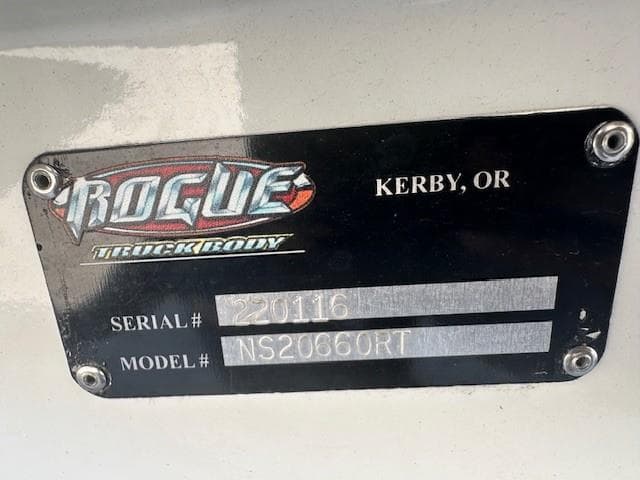 ROGUE
TRUCK BODY
KERBY, OR
SERIAL # 220116
MODEL # NS20660RT